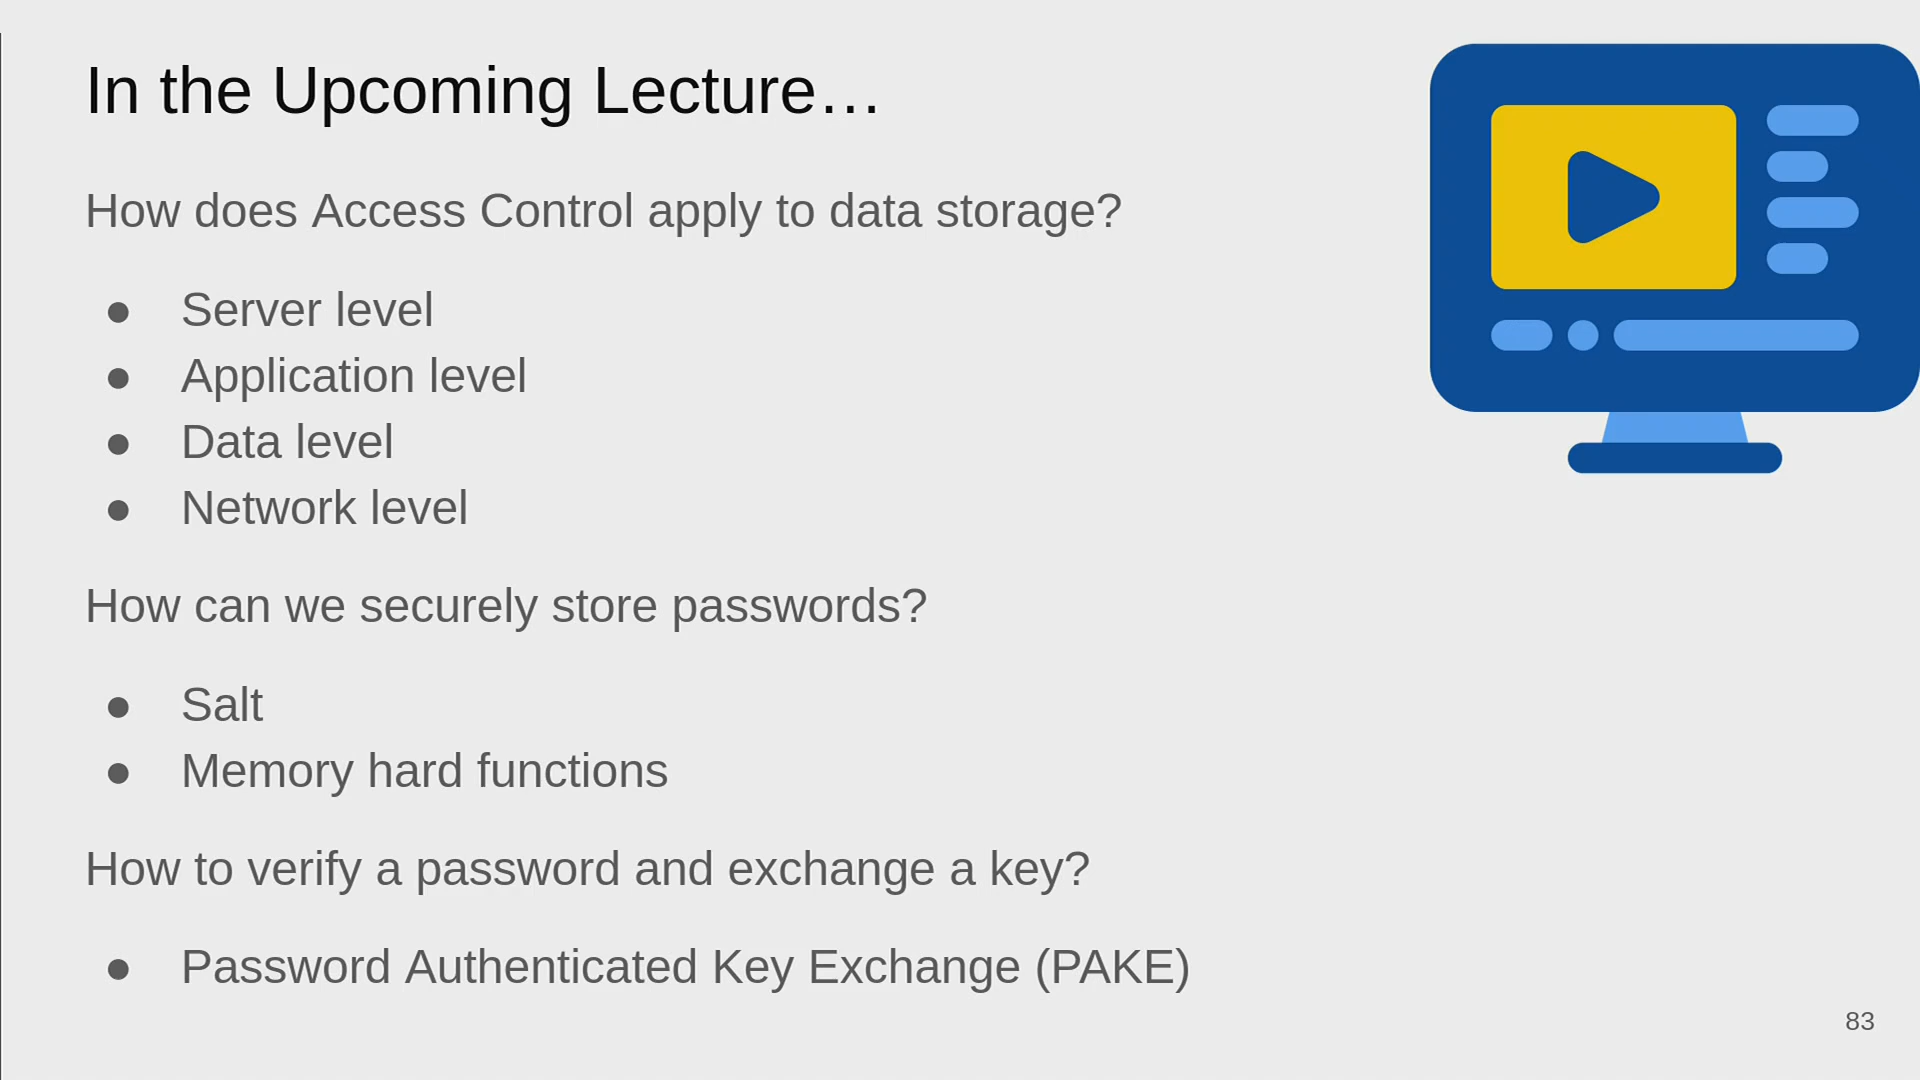 In the Upcoming Lecture…
How does Access Control apply to data storage?
● Server level
● Application level
● Data level
● Network level
How can we securely store passwords?
● Salt
● Memory hard functions
How to verify a password and exchange a key?
● Password Authenticated Key Exchange (PAKE)
83